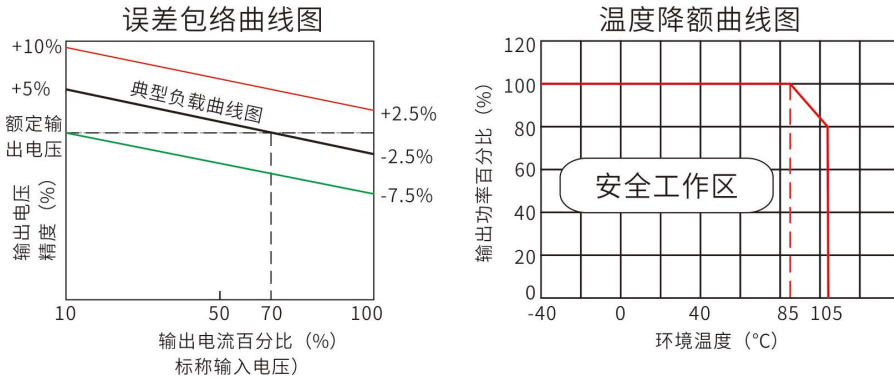 误差包络曲线图
+10%
+5%
额定输
出电压
典型负载曲线图
+2.5%
-2.5%
-7.5%
输出电压
精度（%）
10
50
70
100
输出电流百分比（%）
标称输入电压）
温度降额曲线图
输出功率百分比（%）
120
100
80
60
40
20
0
安全工作区
-40
0
40
85
105
环境温度（℃）